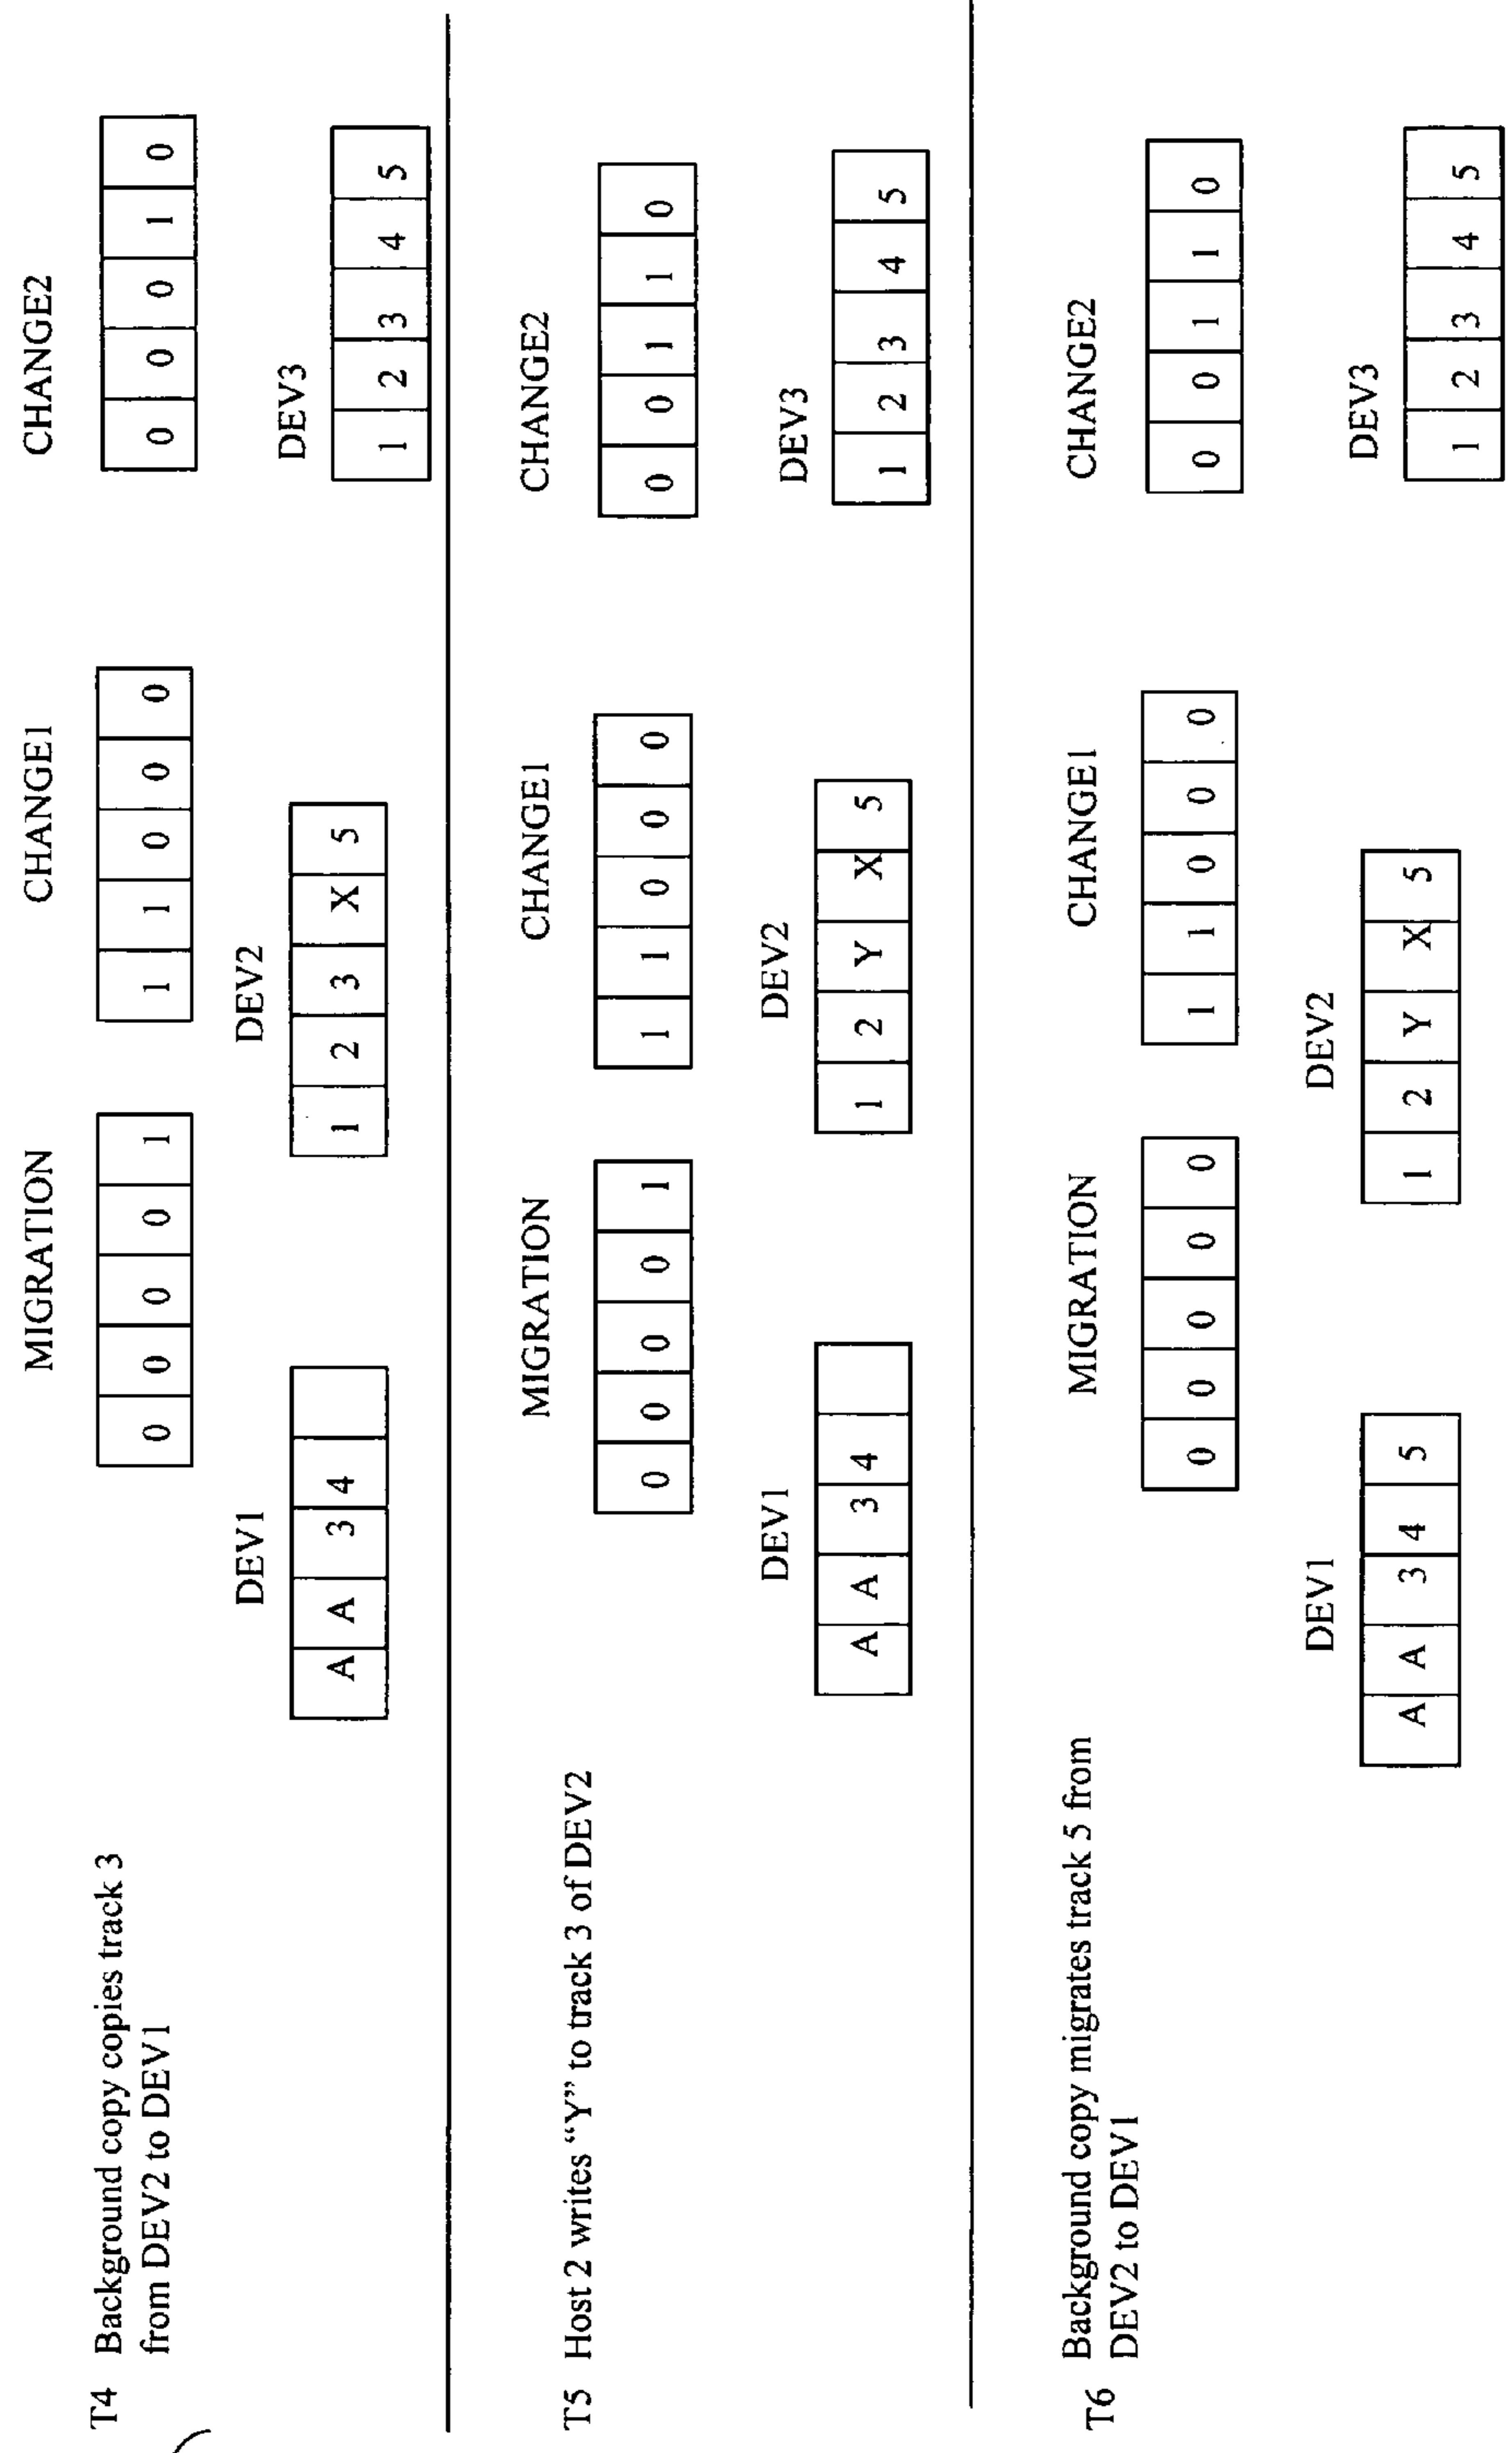 T4 Background copy copies track 3
from DEV2 to DEV1
MIGRATION CHANGE1 CHANGE2
0 0 0 0 1
1 1 0 0 0
0 0 0 1 0
DEV1 DEV2 DEV3
A A 3 4
1 2 3 X 5
1 2 3 4 5
T5 Host 2 writes “Y” to track 3 of DEV2
MIGRATION CHANGE1 CHANGE2
0 0 0 0 1
1 1 0 0 0
0 0 1 1 0
DEV1 DEV2 DEV3
A A 3 4
1 2 Y X 5
1 2 3 4 5
T6 Background copy migrates track 5 from
DEV2 to DEV1
MIGRATION CHANGE1 CHANGE2
0 0 0 0 0
1 1 0 0 0
0 0 1 1 0
DEV1 DEV2 DEV3
A A 3 4 5
1 2 Y X 5
1 2 3 4 5